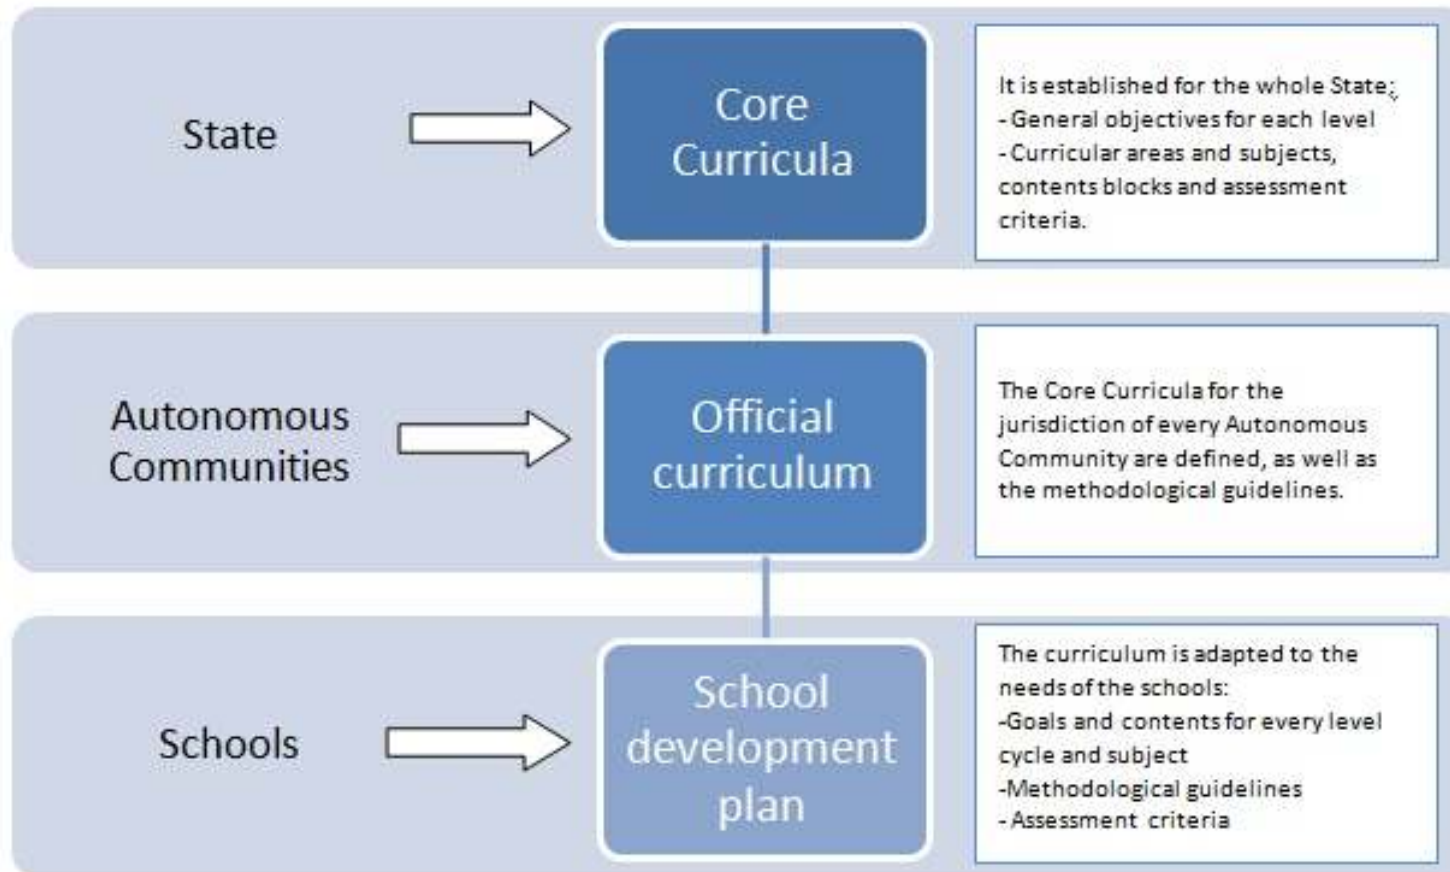 State
Core
Curricula
It is established for the whole State:
- General objectives for each level
- Curricular areas and subjects,
contents blocks and assessment
criteria.
Autonomous
Communities
Official
curriculum
The Core Curricula for the
jurisdiction of every Autonomous
Community are defined, as well as
the methodological guidelines.
Schools
School
development
plan
The curriculum is adapted to the
needs of the schools:
-Goals and contents for every level
cycle and subject
-Methodological guidelines
- Assessment criteria